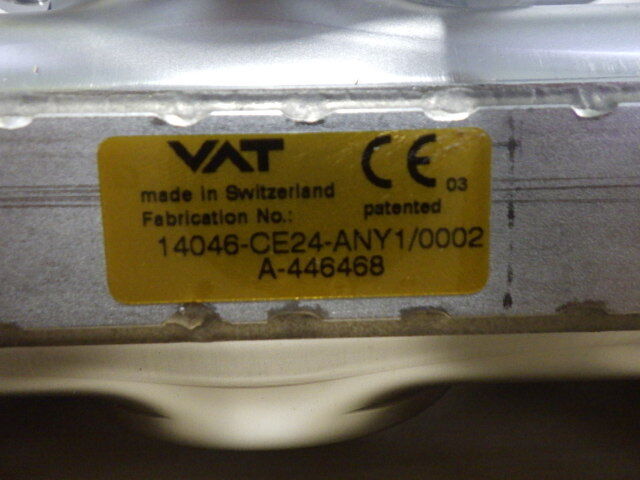 VAT CE 03
made in Switzerland
Fabrication No.: patented
14046-CE24-ANY1/0002
A-446468